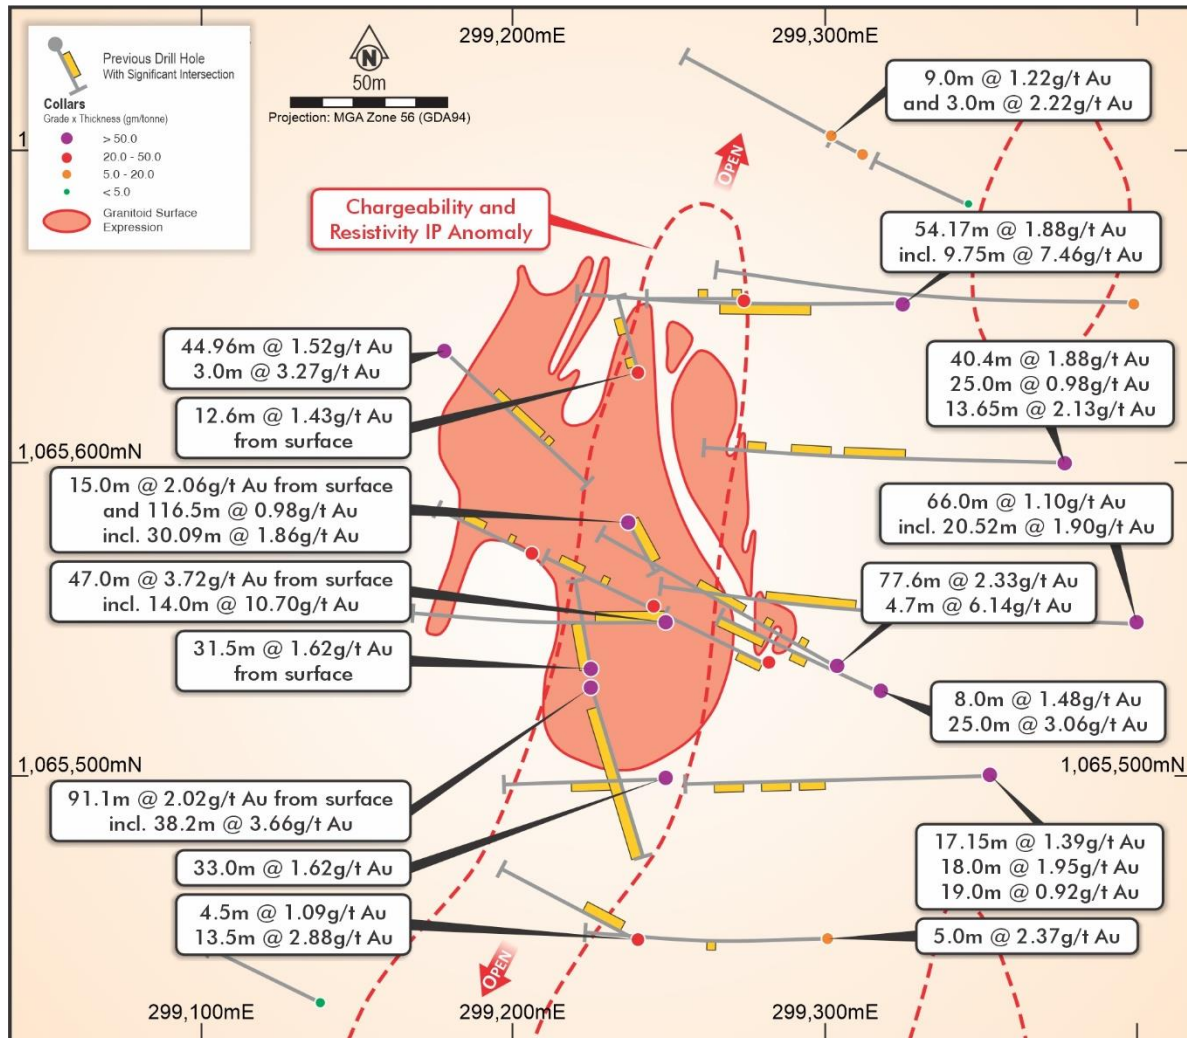 299,200mE
299,300mE
Previous Drill Hole
With Significant Intersection
Collars
Grade x Thickness (gm/tonne)
> 50.0
20.0 - 50.0
5.0 - 20.0
< 5.0
Granitoid Surface
Expression
N
50m
Projection: MGA Zone 56 (GDA94)
9.0m @ 1.22g/t Au
and 3.0m @ 2.22g/t Au
1
OPEN
Chargeability and
Resistivity IP Anomaly
54.17m @ 1.88g/t Au
incl. 9.75m @ 7.46g/t Au
44.96m @ 1.52g/t Au
3.0m @ 3.27g/t Au
40.4m @ 1.88g/t Au
25.0m @ 0.98g/t Au
13.65m @ 2.13g/t Au
12.6m @ 1.43g/t Au
from surface
1,065,600mN
15.0m @ 2.06g/t Au from surface
and 116.5m @ 0.98g/t Au
incl. 30.09m @ 1.86g/t Au
66.0m @ 1.10g/t Au
incl. 20.52m @ 1.90g/t Au
47.0m @ 3.72g/t Au from surface
incl. 14.0m @ 10.70g/t Au
77.6m @ 2.33g/t Au
4.7m @ 6.14g/t Au
31.5m @ 1.62g/t Au
from surface
8.0m @ 1.48g/t Au
25.0m @ 3.06g/t Au
1,065,500mN
1,065,500mN
91.1m @ 2.02g/t Au from surface
incl. 38.2m @ 3.66g/t Au
17.15m @ 1.39g/t Au
18.0m @ 1.95g/t Au
19.0m @ 0.92g/t Au
33.0m @ 1.62g/t Au
4.5m @ 1.09g/t Au
13.5m @ 2.88g/t Au
5.0m @ 2.37g/t Au
OPEN
299,100mE
299,200mE
299,300mE